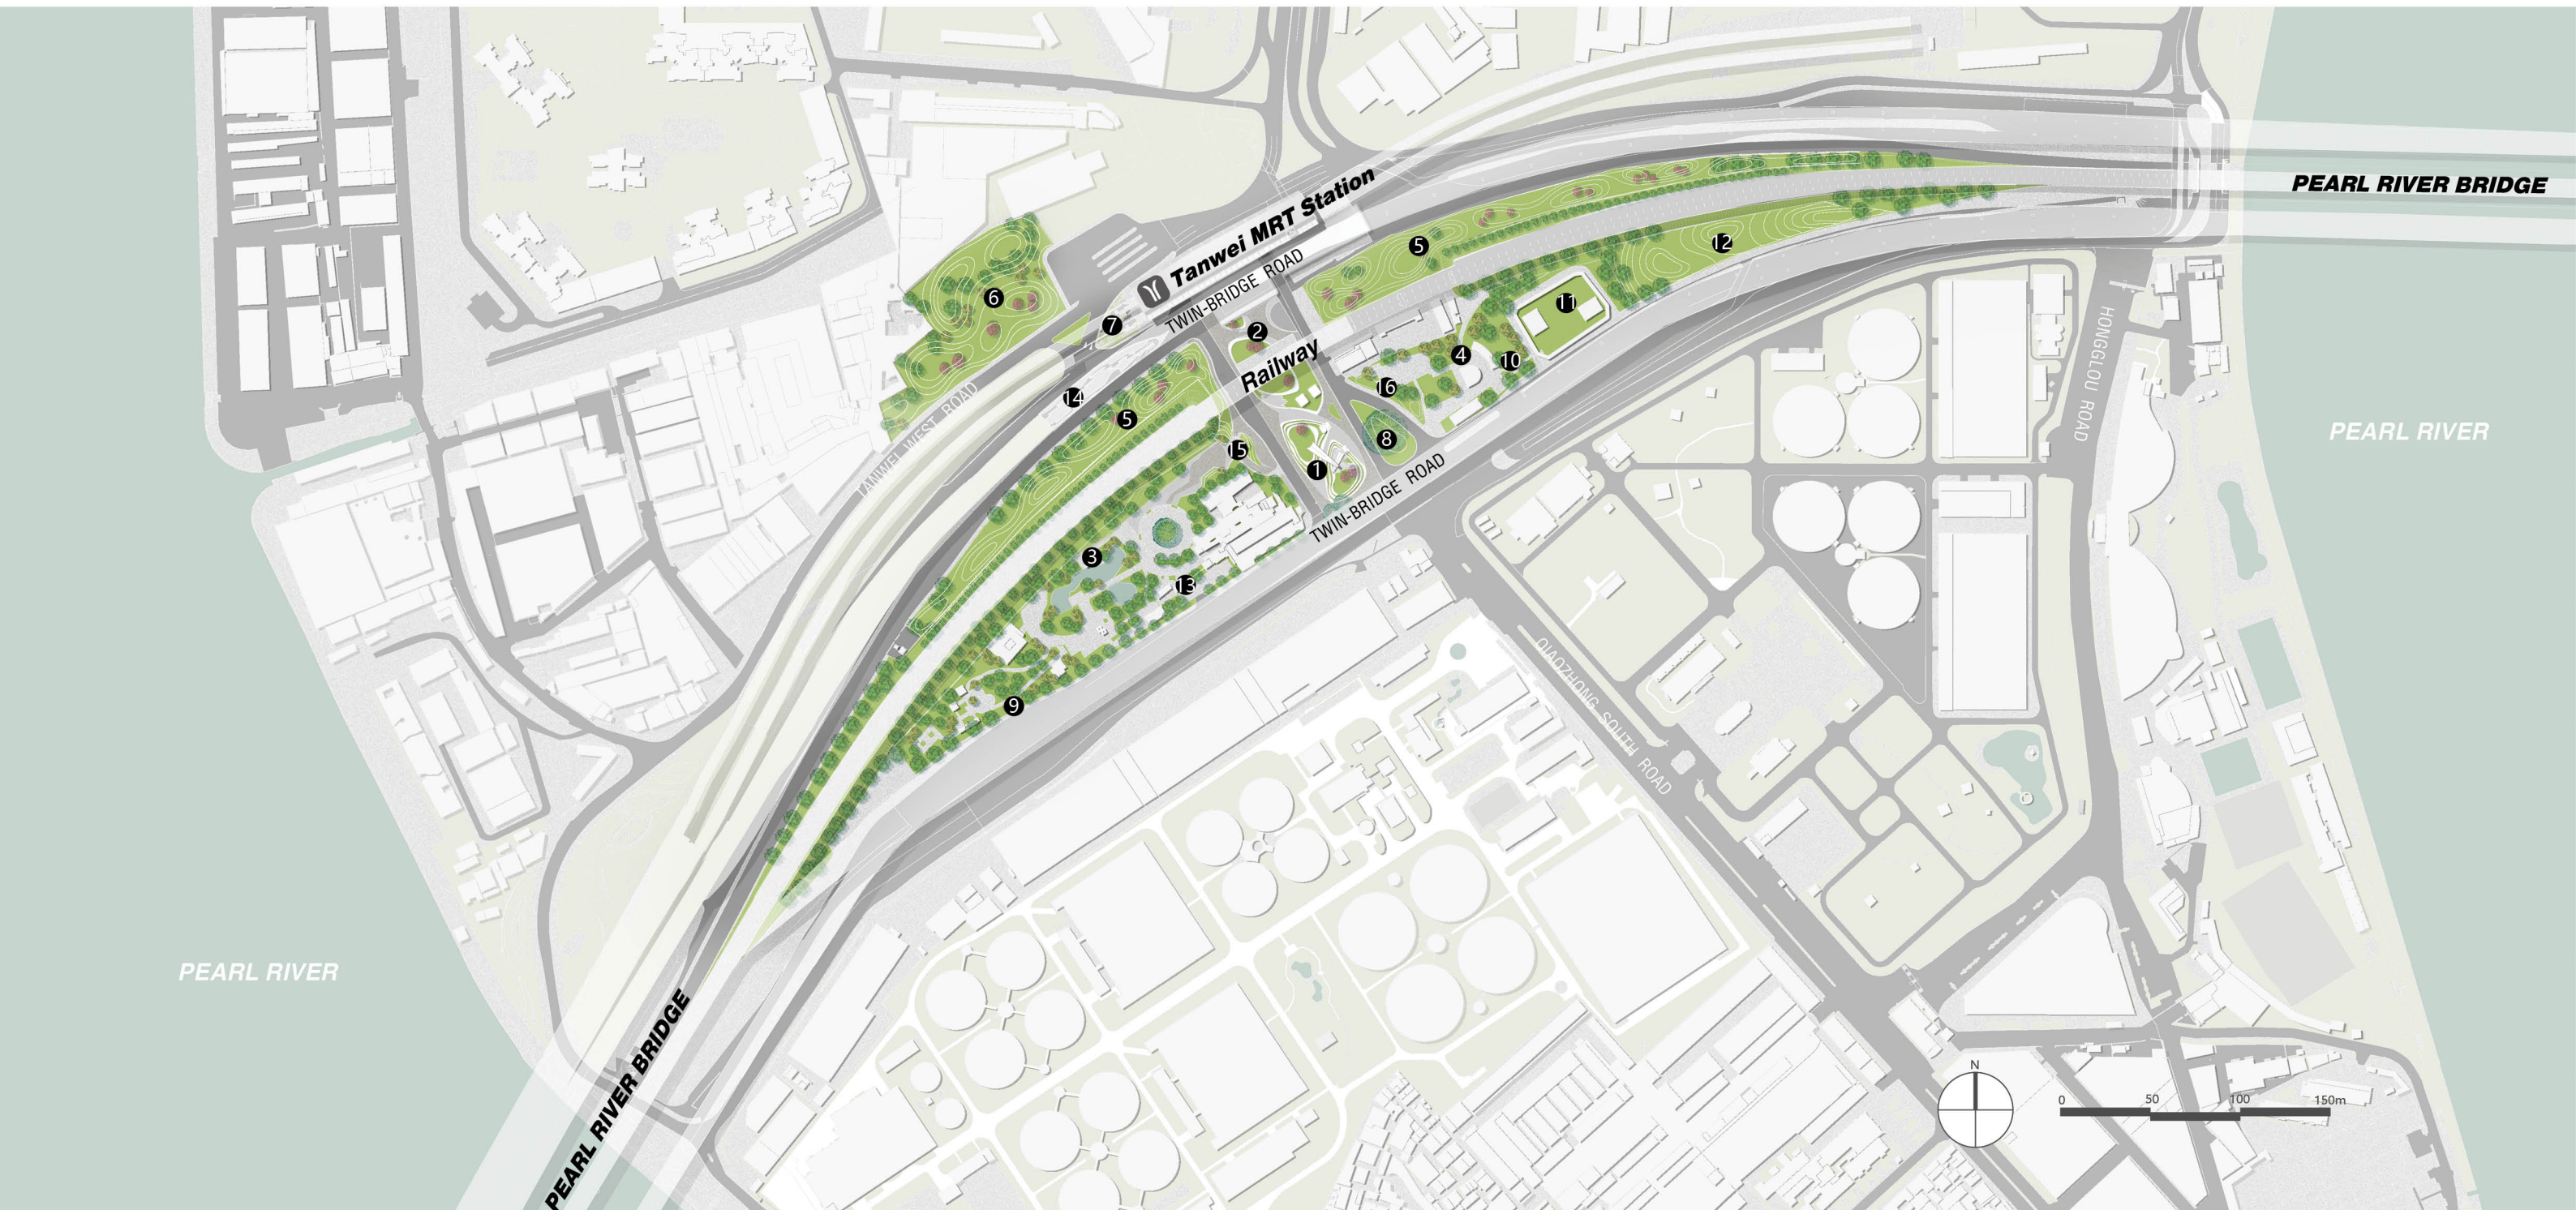 PEARL RIVER BRIDGE
Tanwei MRT Station
TWIN-BRIDGE ROAD
5
12
6
7
2
11
Railway
4
10
HONGGLOU ROAD
16
14
TANWEI WEST ROAD
5
8
PEARL RIVER
15
1
TWIN-BRIDGE ROAD
3
13
9
QIAOZHONG SOUTH ROAD
PEARL RIVER
PEARL RIVER BRIDGE
N
0 50 100 150m